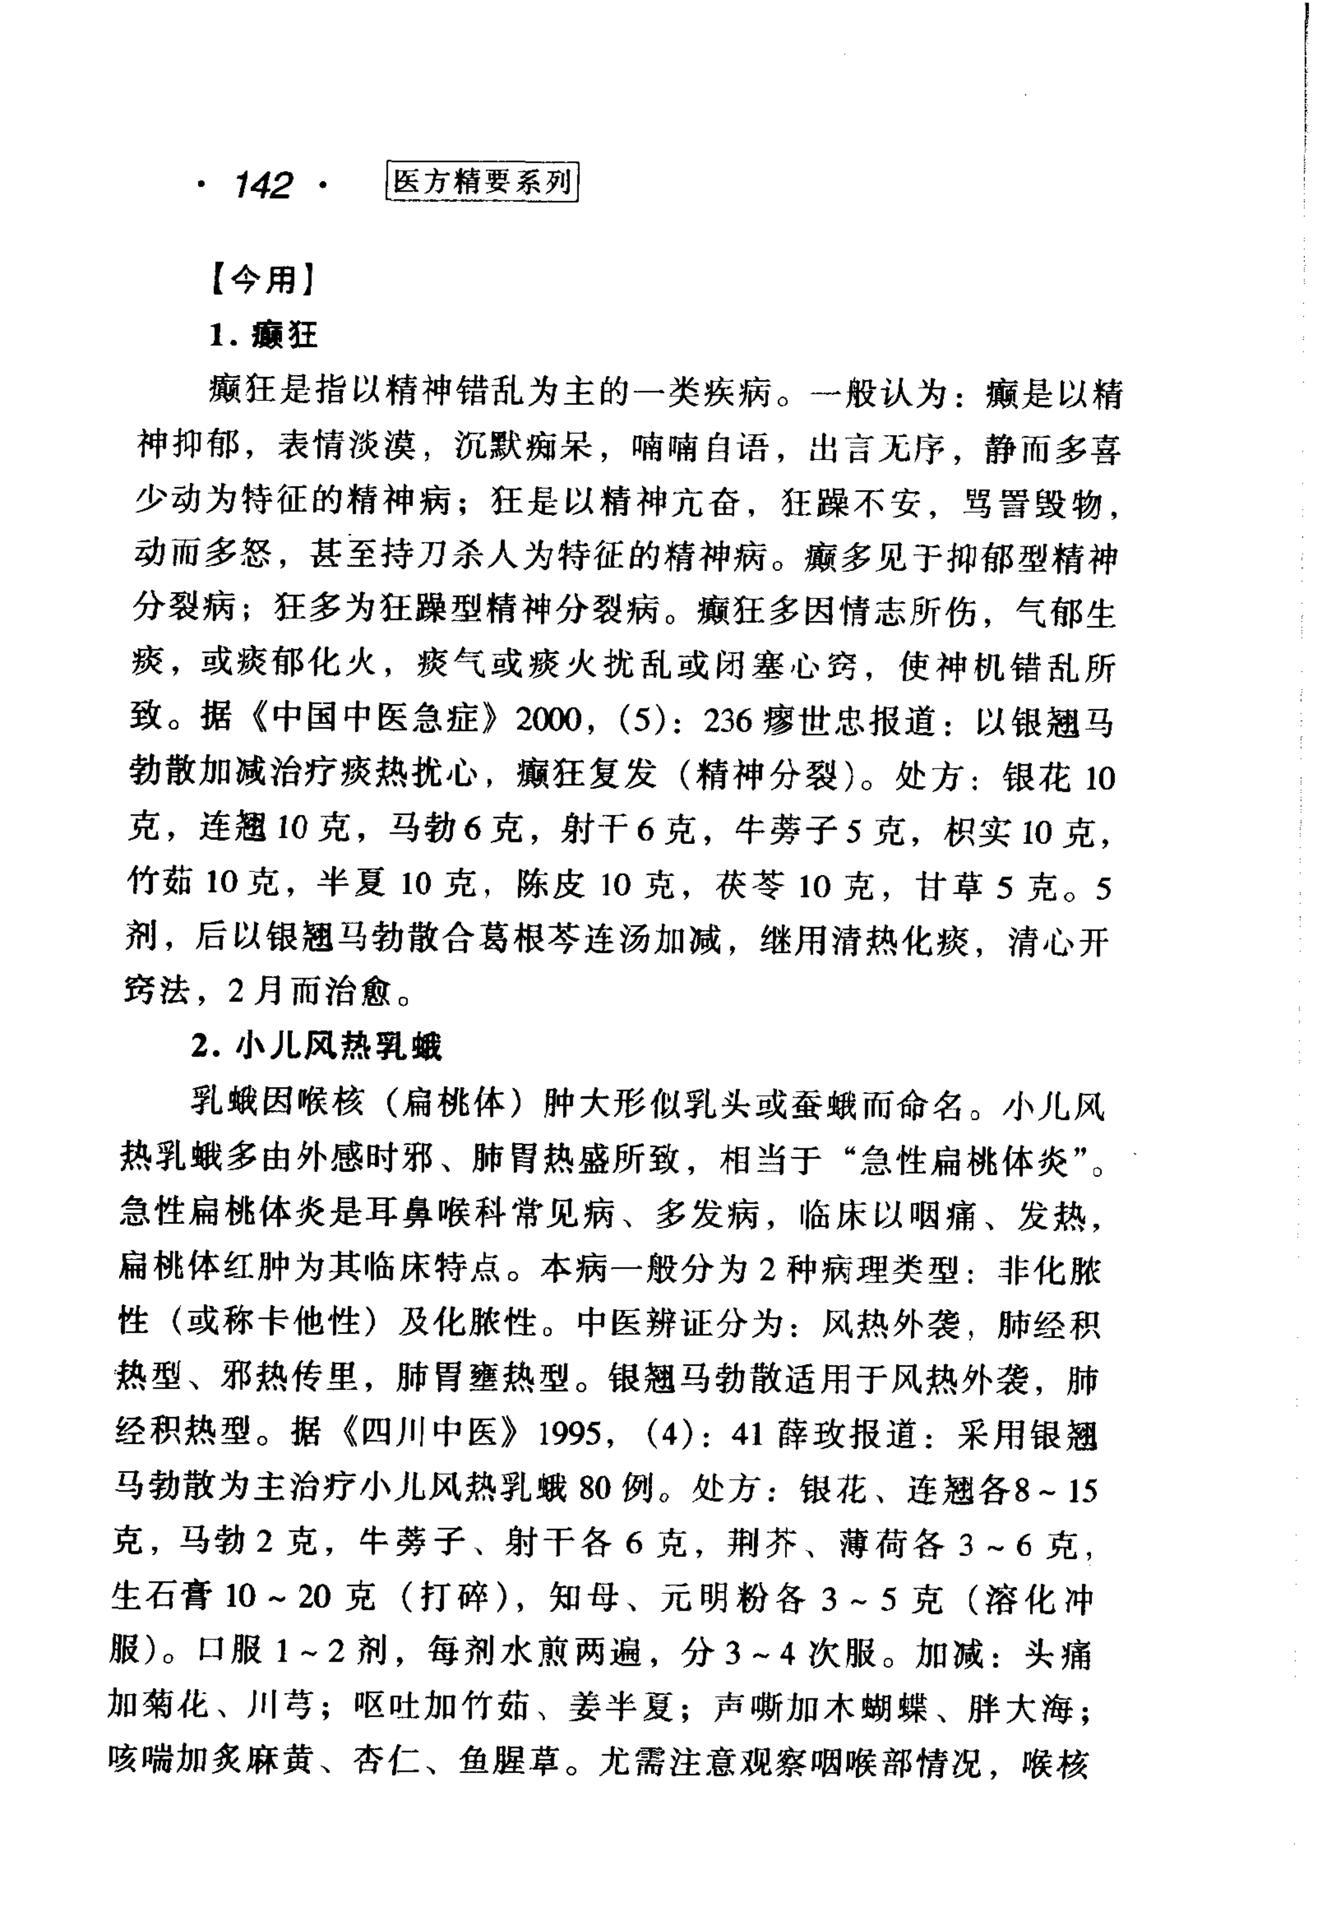 · 142 · 医方精要系列
【今用】
1. 癫狂
癫狂是指以精神错乱为主的一类疾病。一般认为：癫是以精
神抑郁，表情淡漠，沉默痴呆，喃喃自语，出言无序，静而多喜
少动为特征的精神病；狂是以精神亢奋，狂躁不安，骂詈毁物，
动而多怒，甚至持刀杀人为特征的精神病。癫多见于抑郁型精神
分裂病；狂多为狂躁型精神分裂病。癫狂多因情志所伤，气郁生
痰，或痰郁化火，痰气或痰火扰乱或闭塞心窍，使神机错乱所
致。据《中国中医急症》2000，（5）：236 瘳世忠报道：以银翘马
勃散加减治疗痰热扰心，癫狂复发（精神分裂）。处方：银花 10
克，连翘 10 克，马勃 6 克，射干 6 克，牛蒡子 5 克，枳实 10 克，
竹茹 10 克，半夏 10 克，陈皮 10 克，茯苓 10 克，甘草 5 克。5
剂，后以银翘马勃散合葛根芩连汤加减，继用清热化痰，清心开
窍法，2 月而治愈。
2. 小儿风热乳蛾
乳蛾因喉核（扁桃体）肿大形似乳头或蚕蛾而命名。小儿风
热乳蛾多由外感时邪、肺胃热盛所致，相当于“急性扁桃体炎”。
急性扁桃体炎是耳鼻喉科常见病、多发病，临床以咽痛、发热，
扁桃体红肿为其临床特点。本病一般分为 2 种病理类型：非化脓
性（或称卡他性）及化脓性。中医辨证分为：风热外袭，肺经积
热型、邪热传里，肺胃壅热型。银翘马勃散适用于风热外袭，肺
经积热型。据《四川中医》1995，（4）：41 薛玫报道：采用银翘
马勃散为主治疗小儿风热乳蛾 80 例。处方：银花、连翘各8～15
克，马勃 2 克，牛蒡子、射干各 6 克，荆芥、薄荷各 3～6 克，
生石膏 10～20 克（打碎），知母、元明粉各 3～5 克（溶化冲
服）。口服 1～2 剂，每剂水煎两遍，分 3～4 次服。加减：头痛
加菊花、川芎；呕吐加竹茹、姜半夏；声嘶加木蝴蝶、胖大海；
咳喘加炙麻黄、杏仁、鱼腥草。尤需注意观察咽喉部情况，喉核